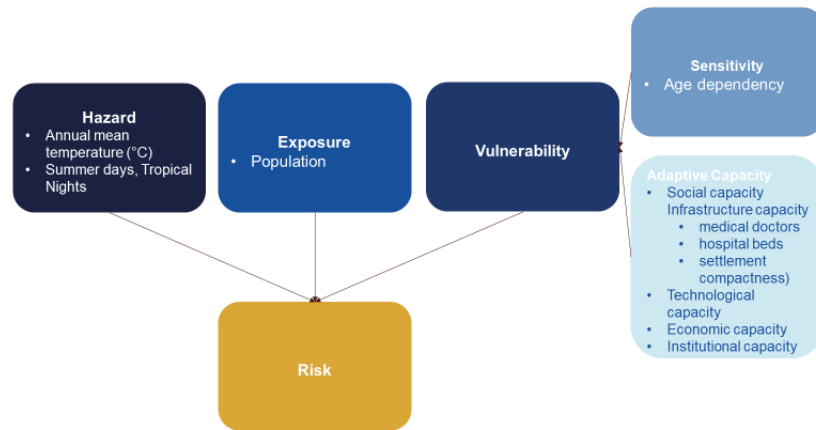 Hazard
• Annual mean
temperature (°C)
• Summer days, Tropical
Nights
Exposure
• Population
Vulnerability
Sensitivity
• Age dependency
Adaptive Capacity
• Social capacity
Infrastructure capacity
• medical doctors
• hospital beds
• settlement
compactness)
• Technological
capacity
• Economic capacity
• Institutional capacity
Risk